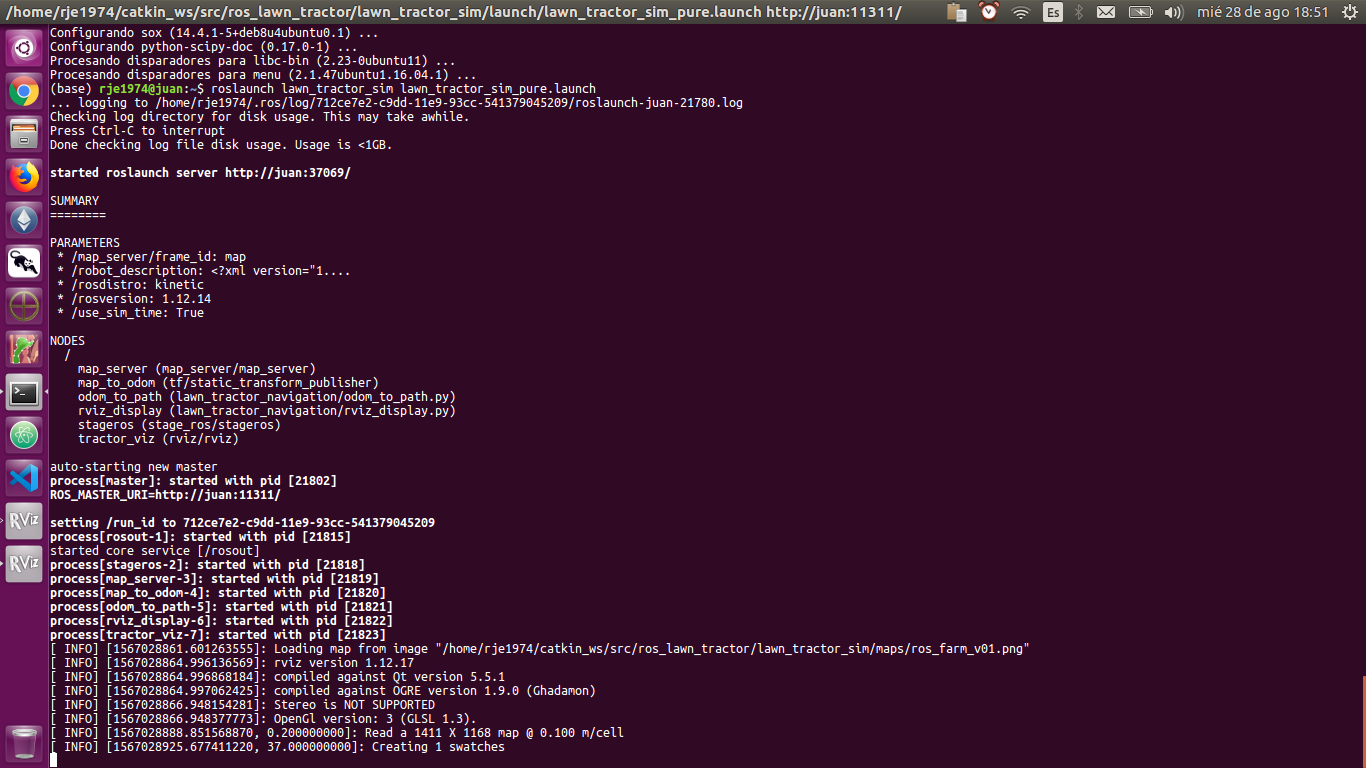 /home/rje1974/catkin_ws/src/ros_lawn_tractor/lawn_tractor_sim/launch/lawn_tractor_sim_pure.launch http://juan:11311/
Es
mié 28 de ago 18:51
Configurando sox (14.4.1-5+deb8u4ubuntu0.1) ...
Configurando python-scipy-doc (0.17.0-1) ...
Procesando disparadores para libc-bin (2.23-0ubuntu11) ...
Procesando disparadores para menu (2.1.47ubuntu1.16.04.1) ...
(base) rje1974@juan:~$ roslaunch lawn_tractor_sim lawn_tractor_sim_pure.launch
... logging to /home/rje1974/.ros/log/712ce7e2-c9dd-11e9-93cc-541379045209/roslaunch-juan-21780.log
Checking log directory for disk usage. This may take awhile.
Press Ctrl-C to interrupt
Done checking log file disk usage. Usage is <1GB.
started roslaunch server http://juan:37069/
SUMMARY
========
PARAMETERS
* /map_server/frame_id: map
* /robot_description: <?xml version="1....
* /rosdistro: kinetic
* /rosversion: 1.12.14
* /use_sim_time: True
NODES
/
map_server (map_server/map_server)
map_to_odom (tf/static_transform_publisher)
odom_to_path (lawn_tractor_navigation/odom_to_path.py)
rviz_display (lawn_tractor_navigation/rviz_display.py)
stageros (stage_ros/stageros)
tractor_viz (rviz/rviz)
auto-starting new master
process[master]: started with pid [21802]
ROS_MASTER_URI=http://juan:11311/
setting /run_id to 712ce7e2-c9dd-11e9-93cc-541379045209
process[rosout-1]: started with pid [21815]
started core service [/rosout]
process[stageros-2]: started with pid [21818]
process[map_server-3]: started with pid [21819]
process[map_to_odom-4]: started with pid [21820]
process[odom_to_path-5]: started with pid [21821]
process[rviz_display-6]: started with pid [21822]
process[tractor_viz-7]: started with pid [21823]
[ INFO] [1567028861.601263555]: Loading map from image "/home/rje1974/catkin_ws/src/ros_lawn_tractor/lawn_tractor_sim/maps/ros_farm_v01.png"
[ INFO] [1567028864.996136569]: rviz version 1.12.17
[ INFO] [1567028864.996868184]: compiled against Qt version 5.5.1
[ INFO] [1567028864.997062425]: compiled against OGRE version 1.9.0 (Ghadamon)
[ INFO] [1567028866.948154281]: Stereo is NOT SUPPORTED
[ INFO] [1567028866.948377773]: OpenGl version: 3 (GLSL 1.3).
[ INFO] [1567028888.851568870, 0.200000000]: Read a 1411 X 1168 map @ 0.100 m/cell
[ INFO] [1567028925.677411220, 37.000000000]: Creating 1 swatches
RViz
RViz